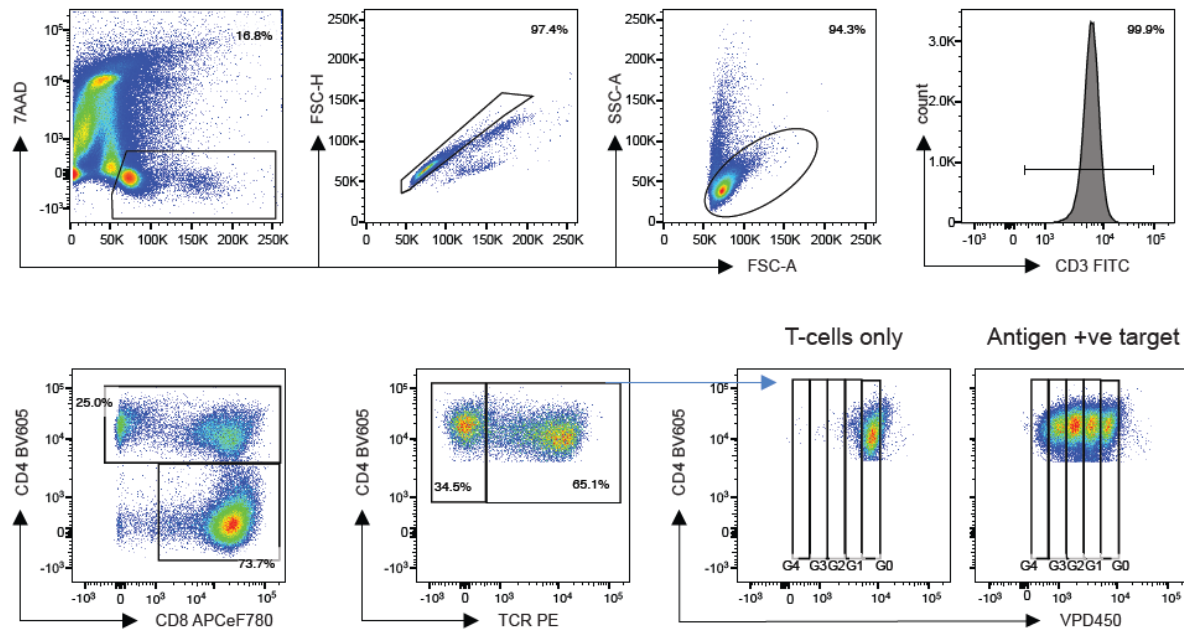 16.8%
10⁵
10⁴
10³
0
-10³
7AAD
0 50K 100K 150K 200K 250K
97.4%
250K
200K
150K
100K
50K
0
FSC-H
0 50K 100K 150K 200K 250K
94.3%
250K
200K
150K
100K
50K
0
SSC-A
0 50K 100K 150K 200K 250K
FSC-A
99.9%
3.0K
2.0K
1.0K
0
count
-10³ 0 10³ 10⁴ 10⁵
CD3 FITC
T-cells only
Antigen +ve target
25.0%
73.7%
10⁵
10⁴
10³
0
-10³
CD4 BV605
-10³ 0 10³ 10⁴ 10⁵
CD8 APCeF780
34.5%
65.1%
10⁵
10⁴
10³
0
-10³
CD4 BV605
-10³ 0 10³ 10⁴ 10⁵
TCR PE
10⁵
10⁴
10³
0
-10³
CD4 BV605
G4 G3 G2 G1 G0
-10³ 0 10³ 10⁴ 10⁵
10⁵
10⁴
10³
0
-10³
G4 G3 G2 G1 G0
-10³ 0 10³ 10⁴ 10⁵
VPD450